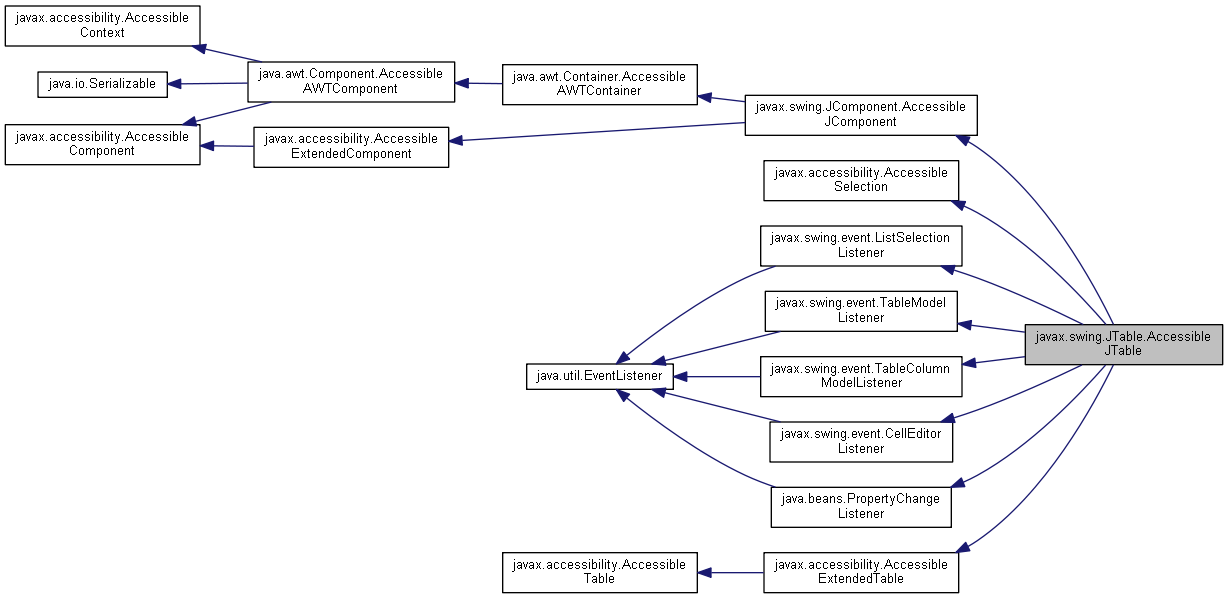 javax.accessibility.Accessible
Context
java.io.Serializable
javax.accessibility.Accessible
Component
java.awt.Component.Accessible
AWTComponent
javax.accessibility.Accessible
ExtendedComponent
java.awt.Container.Accessible
AWTContainer
javax.swing.JComponent.Accessible
JComponent
javax.accessibility.Accessible
Selection
javax.swing.event.ListSelection
Listener
javax.swing.event.TableModel
Listener
java.util.EventListener
javax.swing.event.TableColumn
ModelListener
javax.swing.event.CellEditor
Listener
java.beans.PropertyChange
Listener
javax.accessibility.Accessible
Table
javax.accessibility.Accessible
ExtendedTable
javax.swing.JTable.Accessible
JTable